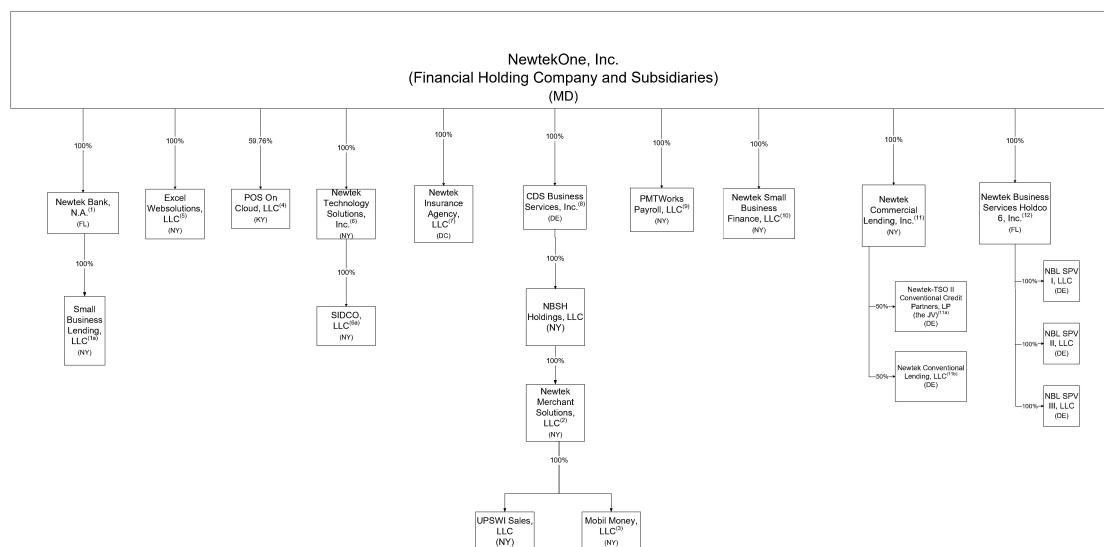 NewtekOne, Inc.
(Financial Holding Company and Subsidiaries)
(MD)
100%
100%
59.76%
100%
100%
100%
100%
100%
100%
100%
Newtek Bank,
N.A.(1)
(FL)
Excel
Websolutions,
LLC(5)
(NY)
POS On
Cloud, LLC(4)
(KY)
Newtek
Technology
Solutions,
Inc.(6)
(NY)
Newtek
Insurance
Agency,
LLC(7)
(DC)
CDS Business
Services, Inc.(8)
(DE)
PMTWorks
Payroll, LLC(9)
(NY)
Newtek Small
Business
Finance, LLC(10)
(NY)
Newtek
Commercial
Lending, Inc.(11)
(NY)
Newtek Business
Services Holdco
6, Inc.(12)
(FL)
100%
Small
Business
Lending,
LLC(1a)
(NY)
100%
SIDCO,
LLC(6a)
(NY)
100%
NBSH
Holdings, LLC
(NY)
100%
Newtek
Merchant
Solutions,
LLC(2)
(NY)
100%
UPSWI Sales,
LLC
(NY)
Mobil Money,
LLC(3)
(NY)
50%
Newtek-TSO II
Conventional Credit
Partners, LP
(the JV)(11a)
(DE)
50%
Newtek Conventional
Lending, LLC(11b)
(DE)
100%
NBL SPV
I, LLC
(DE)
100%
NBL SPV
II, LLC
(DE)
100%
NBL SPV
III, LLC
(DE)